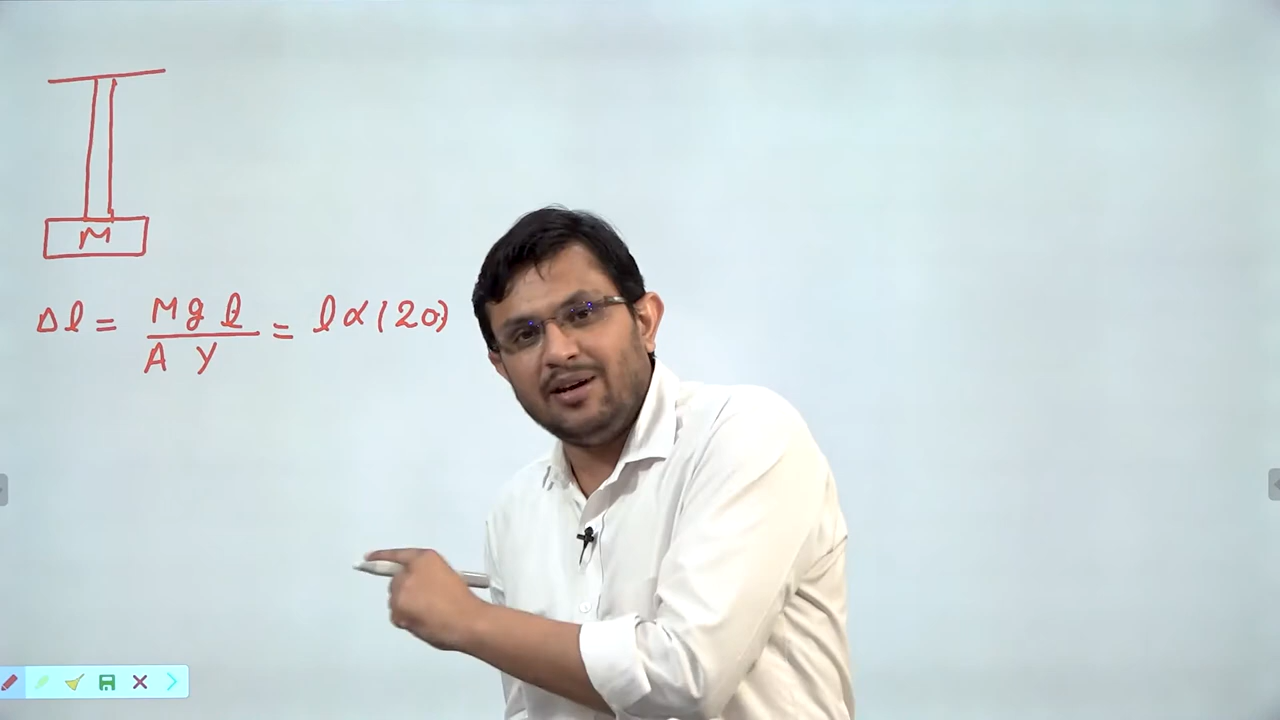 M
Δl = Mgl / AY = lα(20)